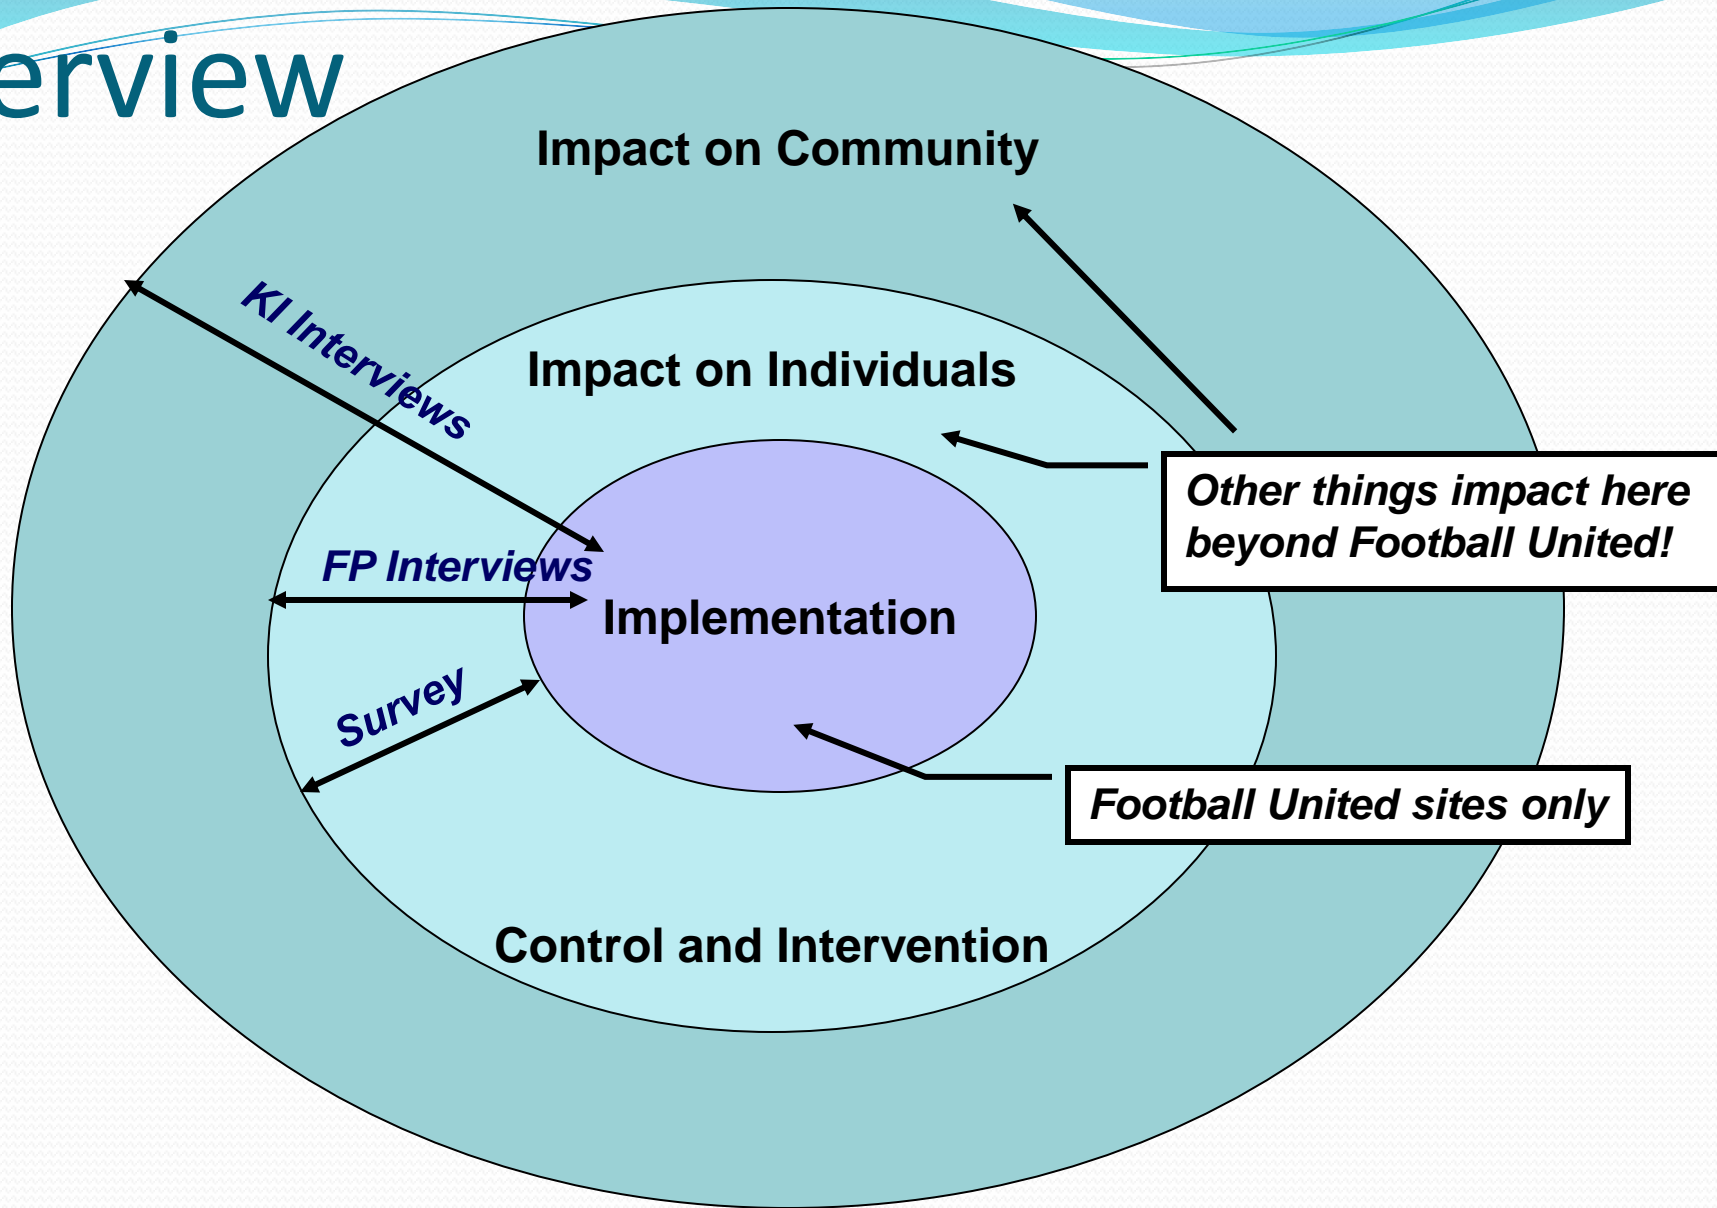 erview
Impact on Community
KI Interviews
Impact on Individuals
Other things impact here
beyond Football United!
FP Interviews
Implementation
Survey
Football United sites only
Control and Intervention